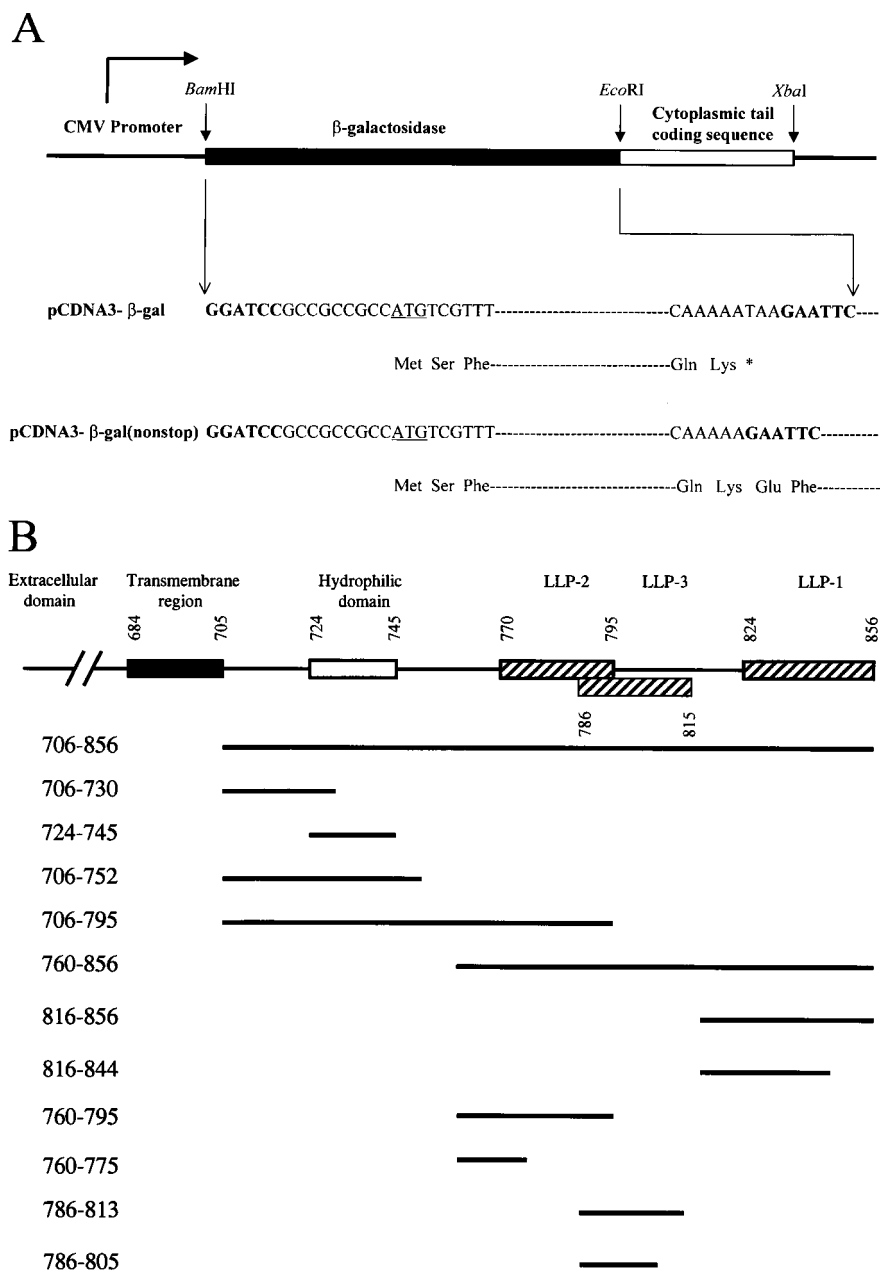 A
BamHI
EcoRI
XbaI
CMV Promoter
β-galactosidase
Cytoplasmic tail
coding sequence
pCDNA3- β-gal GGATCCGCCGCCGCCATGTCGTTT------------------------------CAAAAATAAGAATTC----
Met Ser Phe------------------------------Gln Lys *
pCDNA3- β-gal(nonstop) GGATCCGCCGCCGCCATGTCGTTT------------------------------CAAAAAGAATTC----------
Met Ser Phe------------------------------Gln Lys Glu Phe----------
B
Extracellular
domain
Transmembrane
region
Hydrophilic
domain
LLP-2
LLP-3
LLP-1
684
705
724
745
770
795
824
856
786
815
706-856
706-730
724-745
706-752
706-795
760-856
816-856
816-844
760-795
760-775
786-813
786-805